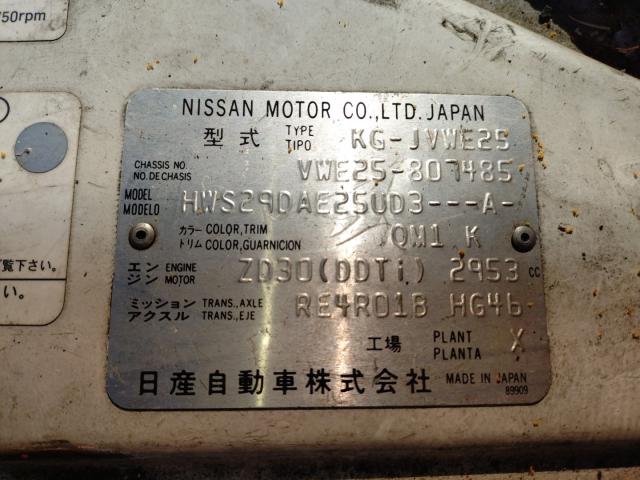 750rpm
ご覧下さい。
い。
NISSAN MOTOR CO.,LTD. JAPAN
型式 TYPE TIPO KG-JVWE25
CHASSIS NO. NO. DE CHASIS VWE25-807485
MODEL MODELO HWS29DAE25UD3---A-
カラー COLOR, TRIM
トリム COLOR, GUARNICION QM1 K
エンジン ENGINE MOTOR ZD30(DDTi) 2953 cc
ミッション TRANS., AXLE
アクスル TRANS., EJE RE4R01B HG46
工場 PLANT PLANTA X
日産自動車株式会社 MADE IN JAPAN
89909